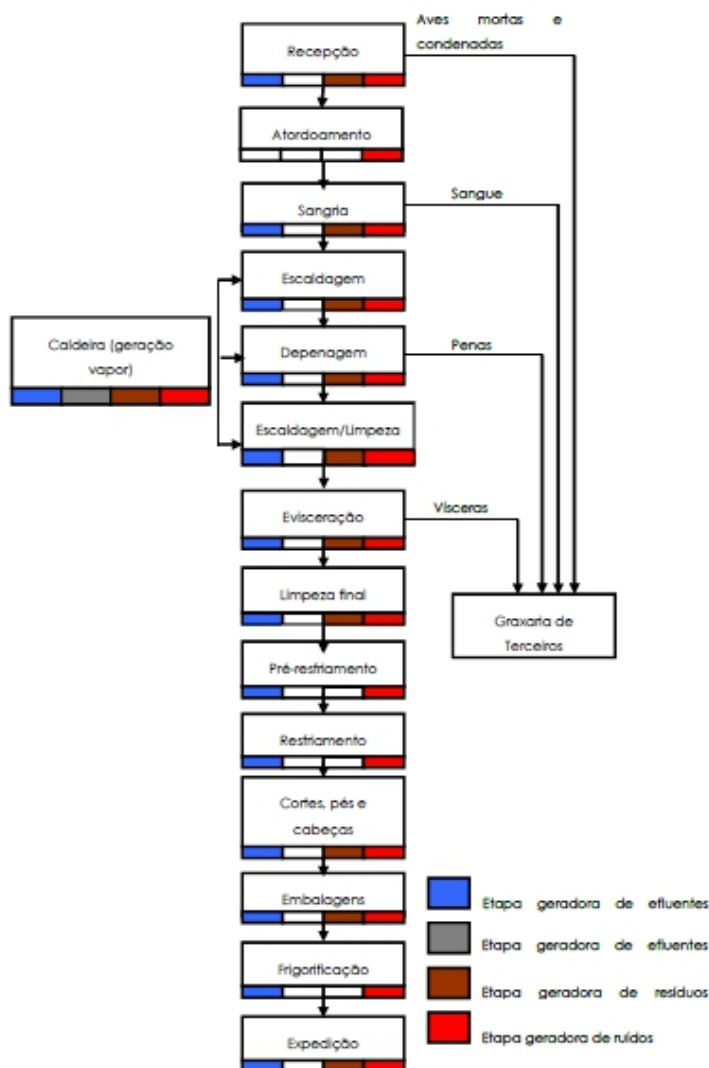 Aves mortas e
condenadas
Recepção
Atordoamento
Sangria
Sangue
Escaldagem
Caldeira (geração
vapor)
Depenagem
Penas
Escaldagem/Limpeza
Evisceração
Vísceras
Limpeza final
Graxaria de
Terceiros
Pré-resfriamento
Resfriamento
Cortes, pés e
cabeças
Embalagens
Frigorificação
Expedição
Etapa geradora de efluentes
Etapa geradora de efluentes
Etapa geradora de resíduos
Etapa geradora de ruídos